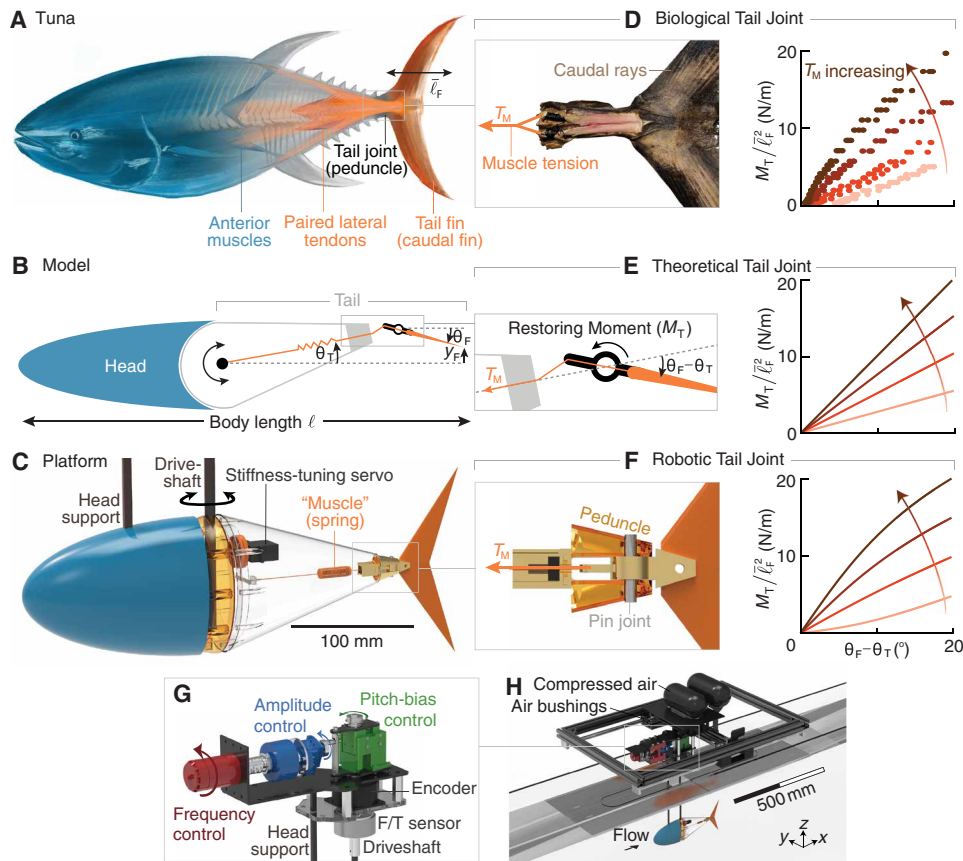 A Tuna
ℓ̄F
Tail joint
(peduncle)
Anterior
muscles
Paired lateral
tendons
Tail fin
(caudal fin)
Caudal rays
TM
Muscle tension
D Biological Tail Joint
TM increasing
MT/ℓ̄F² (N/m)
20
10
0
B Model
Tail
Head
θT
θF
yF
Body length ℓ
Restoring Moment (MT)
TM
θF−θT
E Theoretical Tail Joint
MT/ℓ̄F² (N/m)
20
10
0
C Platform
Drive-
shaft
Stiffness-tuning servo
Head
support
“Muscle”
(spring)
100 mm
Peduncle
TM
Pin joint
F Robotic Tail Joint
MT/ℓ̄F² (N/m)
20
10
0
0
θF−θT (°)
20
G
Amplitude
control
Pitch-bias
control
Frequency
control
Encoder
F/T sensor
Head
support
Driveshaft
H
Compressed air
Air bushings
500 mm
Flow
z
y
x